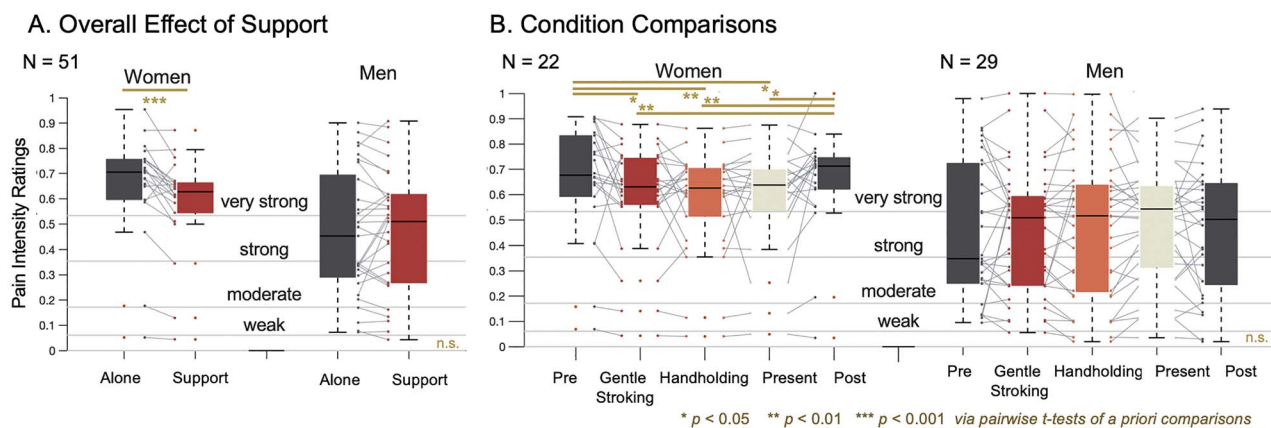 A. Overall Effect of Support
B. Condition Comparisons
N = 51
Women
Men
***
Pain Intensity Ratings
1
0.9
0.8
0.7
0.6
0.5
0.4
0.3
0.2
0.1
0
very strong
strong
moderate
weak
n.s.
Alone
Support
Alone
Support
N = 22
Women
N = 29
Men
*
**
**
*
*
**
1
0.9
0.8
0.7
0.6
0.5
0.4
0.3
0.2
0.1
0
very strong
strong
moderate
weak
n.s.
Pre
Gentle
Stroking
Handholding
Present
Post
Pre
Gentle
Stroking
Handholding
Present
Post
* p < 0.05 ** p < 0.01 *** p < 0.001 via pairwise t-tests of a priori comparisons